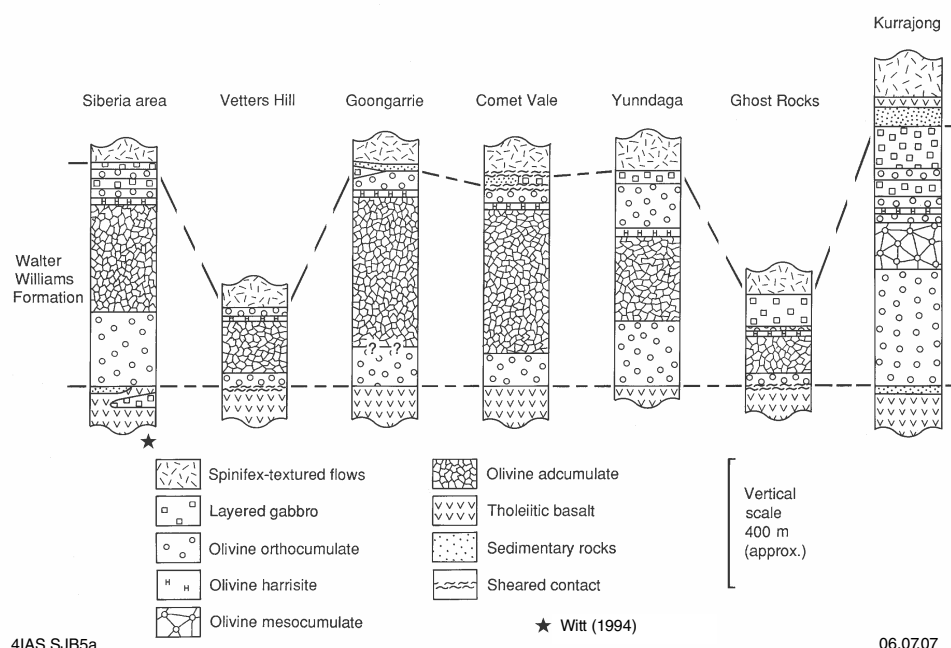 Kurrajong
Siberia area
Vetters Hill
Goongarrie
Comet Vale
Yunndaga
Ghost Rocks
Walter
Williams
Formation
? ?
★
Spinifex-textured flows
Layered gabbro
Olivine orthocumulate
H H
Olivine harrisite
Olivine mesocumulate
Olivine adcumulate
Tholeiitic basalt
Sedimentary rocks
Sheared contact
★ Witt (1994)
Vertical
scale
400 m
(approx.)
4IAS SJB5a
06.07.07